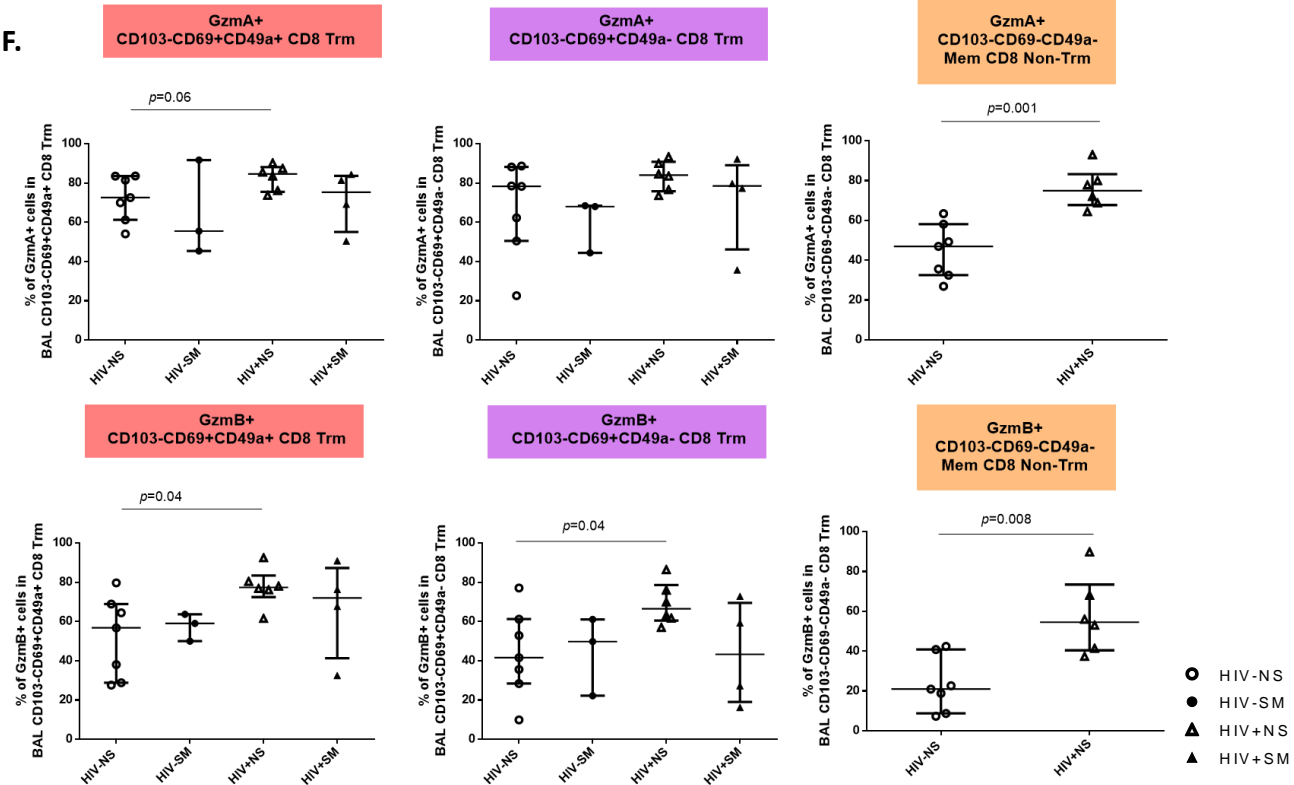 F.
GzmA+
CD103-CD69+CD49a+ CD8 Trm
GzmA+
CD103-CD69+CD49a- CD8 Trm
GzmA+
CD103-CD69-CD49a-
Mem CD8 Non-Trm
p=0.06
% of GzmA+ cells in
BAL CD103-CD69+CD49a+ CD8 Trm
100
80
60
40
20
0
HIV-NS
HIV-SM
HIV+NS
HIV+SM
% of GzmA+ cells in
BAL CD103-CD69+CD49a- CD8 Trm
100
80
60
40
20
0
HIV-NS
HIV-SM
HIV+NS
HIV+SM
p=0.001
% of GzmA+ cells in
BAL CD103-CD69-CD49a- CD8 Trm
100
80
60
40
20
0
HIV-NS
HIV+NS
GzmB+
CD103-CD69+CD49a+ CD8 Trm
GzmB+
CD103-CD69+CD49a- CD8 Trm
GzmB+
CD103-CD69-CD49a-
Mem CD8 Non-Trm
p=0.04
% of GzmB+ cells in
BAL CD103-CD69+CD49a+ CD8 Trm
100
80
60
40
20
0
HIV-NS
HIV-SM
HIV+NS
HIV+SM
p=0.04
% of GzmB+ cells in
BAL CD103-CD69+CD49a- CD8 Trm
100
80
60
40
20
0
HIV-NS
HIV-SM
HIV+NS
HIV+SM
p=0.008
% of GzmB+ cells in
BAL CD103-CD69-CD49a- CD8 Trm
100
80
60
40
20
0
HIV-NS
HIV+NS
HIV-NS
HIV-SM
HIV+NS
HIV+SM